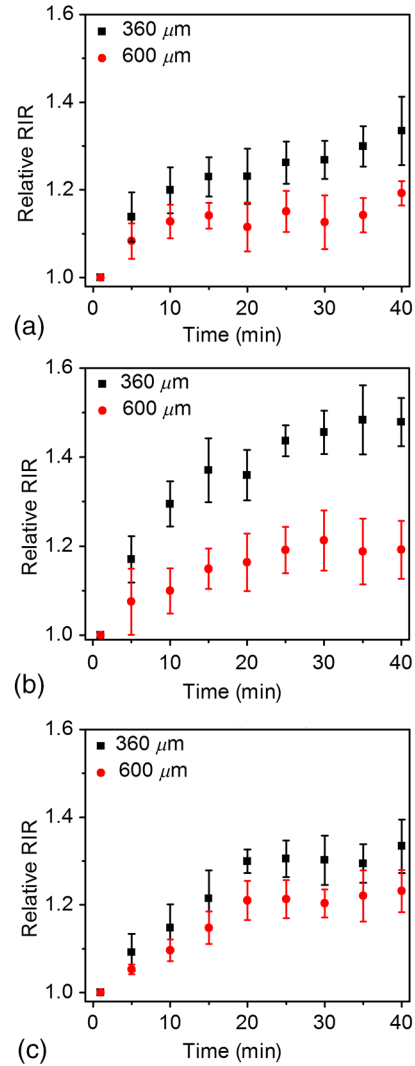 1.6
360 μm
600 μm
1.4
1.2
1.0
Relative RIR
0 10 20 30 40
Time (min)
(a)
1.6
360 μm
600 μm
1.4
1.2
1.0
Relative RIR
0 10 20 30 40
Time (min)
(b)
1.6
360 μm
600 μm
1.4
1.2
1.0
Relative RIR
0 10 20 30 40
Time (min)
(c)